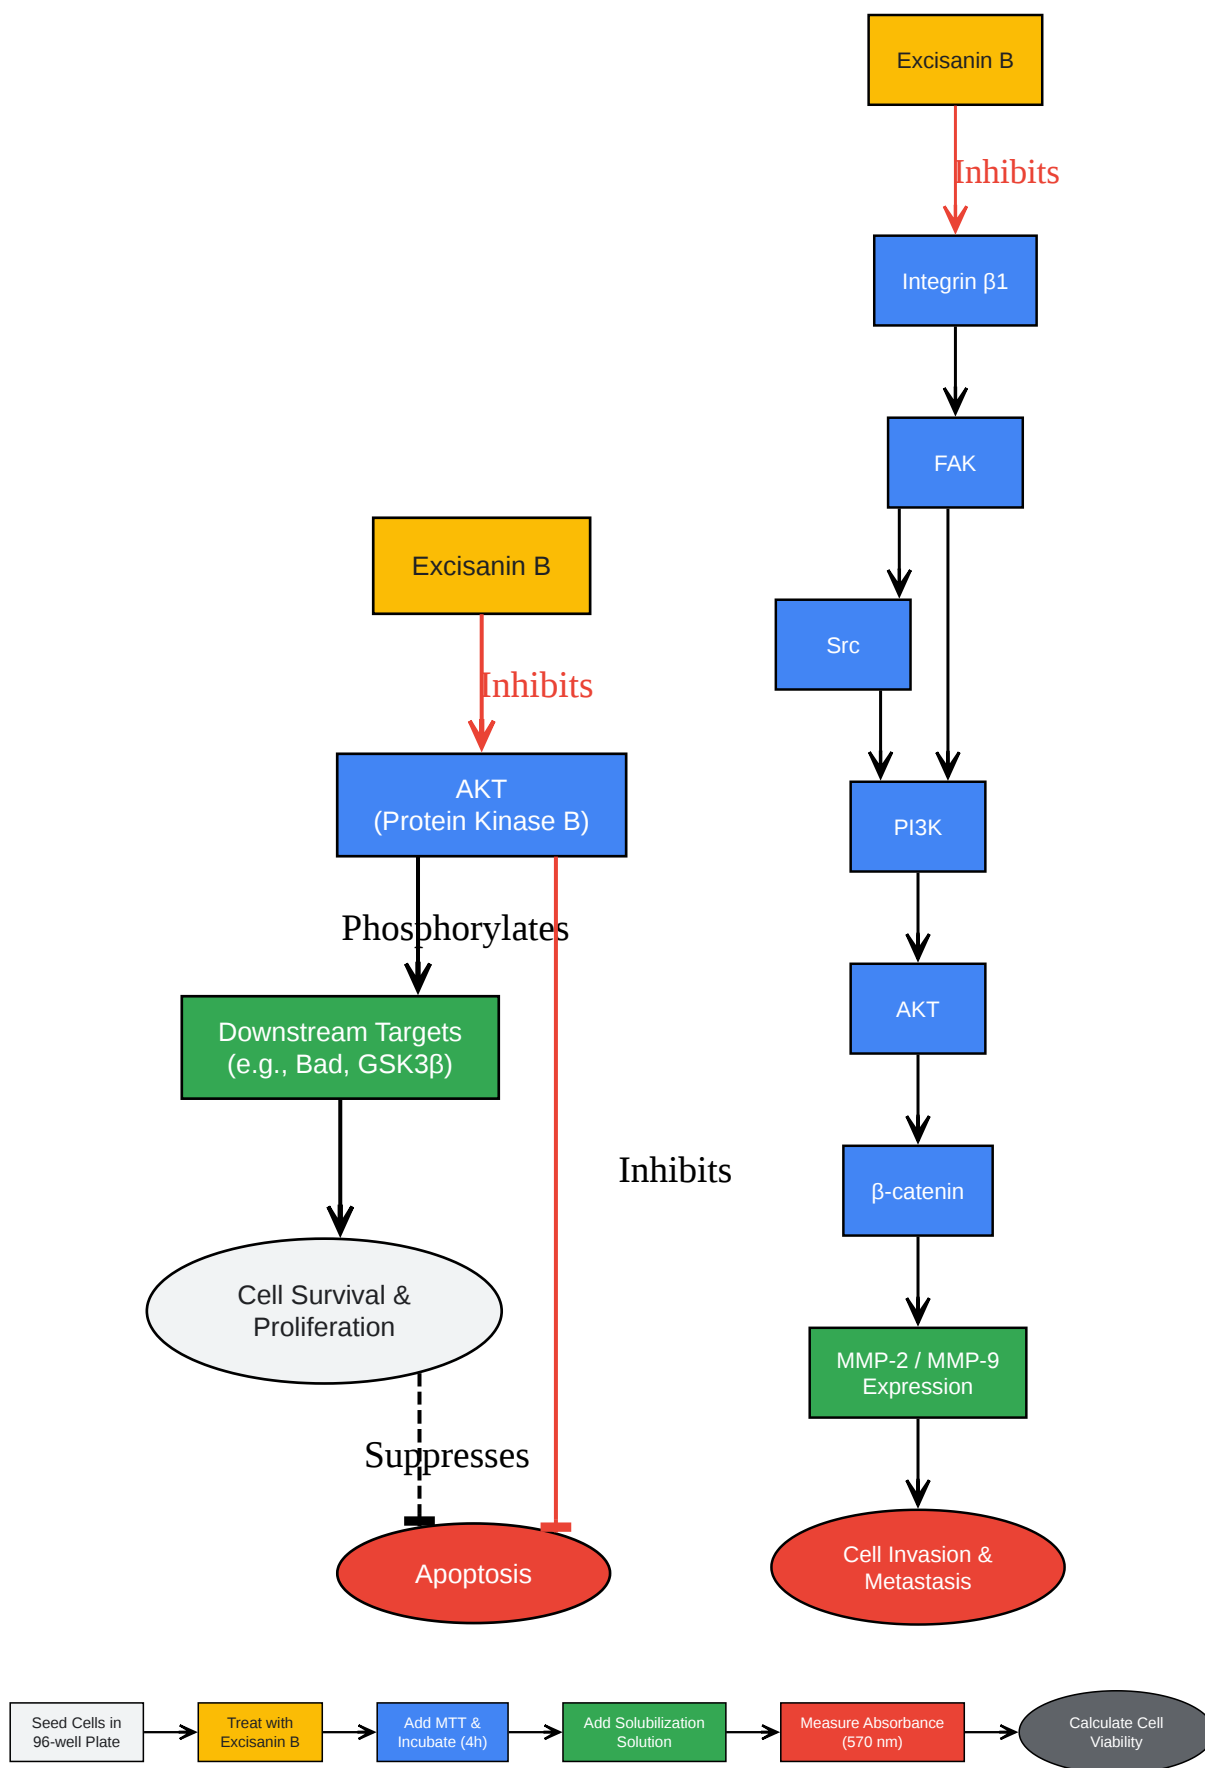 Excisanin B
Inhibits
AKT
(Protein Kinase B)
Phosphorylates
Downstream Targets
(e.g., Bad, GSK3β)
Inhibits
Cell Survival &
Proliferation
Suppresses
Apoptosis
Excisanin B
Inhibits
Integrin β1
FAK
Src
PI3K
AKT
β-catenin
MMP-2 / MMP-9
Expression
Cell Invasion &
Metastasis
Seed Cells in
96-well Plate
Treat with
Excisanin B
Add MTT &
Incubate (4h)
Add Solubilization
Solution
Measure Absorbance
(570 nm)
Calculate Cell
Viability